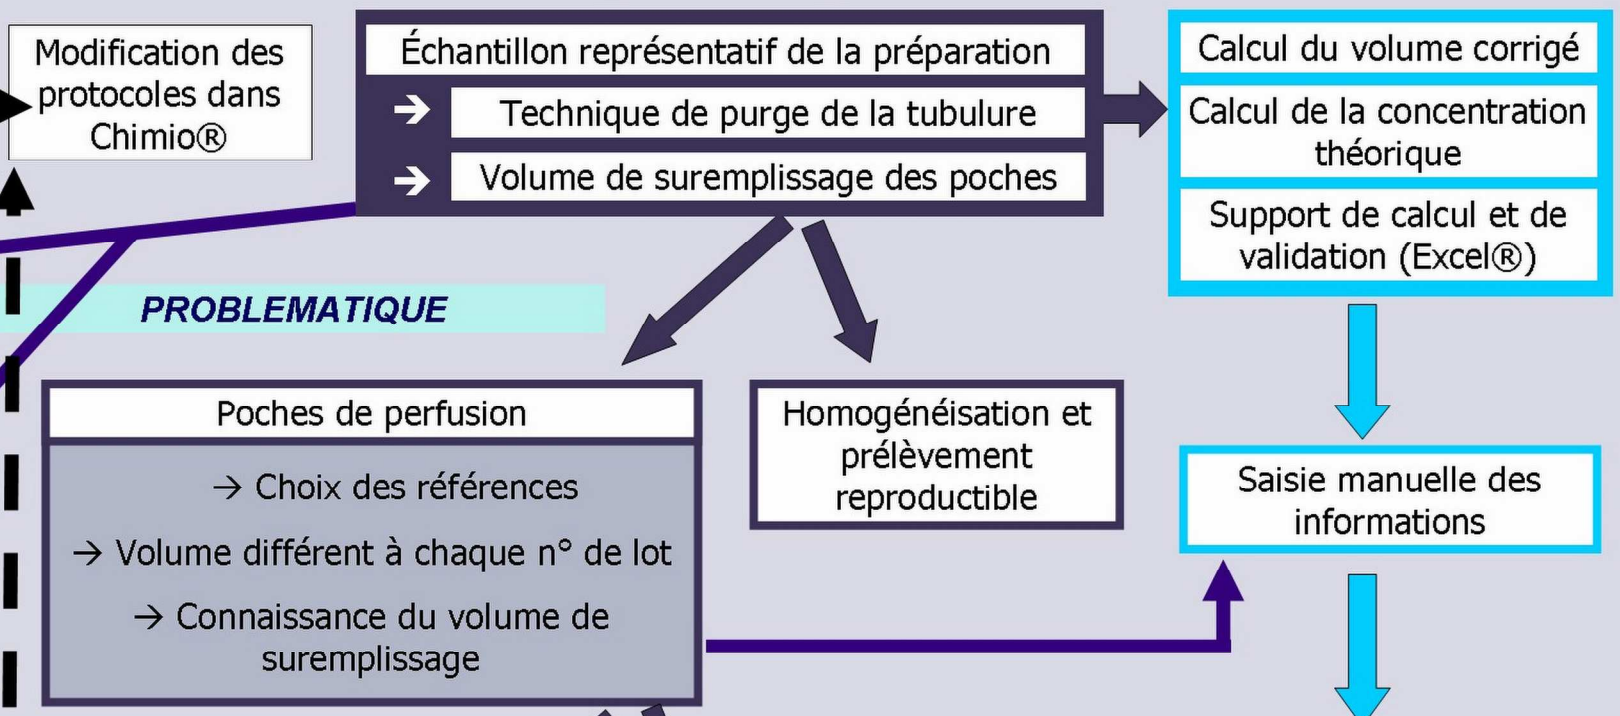 Modification des
protocoles dans
Chimio®
Échantillon représentatif de la préparation
→ Technique de purge de la tubulure
→ Volume de suremplissage des poches
Calcul du volume corrigé
Calcul de la concentration
théorique
Support de calcul et de
validation (Excel®)
PROBLEMATIQUE
Poches de perfusion
→ Choix des références
→ Volume différent à chaque n° de lot
→ Connaissance du volume de
suremplissage
Homogénéisation et
prélèvement
reproductible
Saisie manuelle des
informations